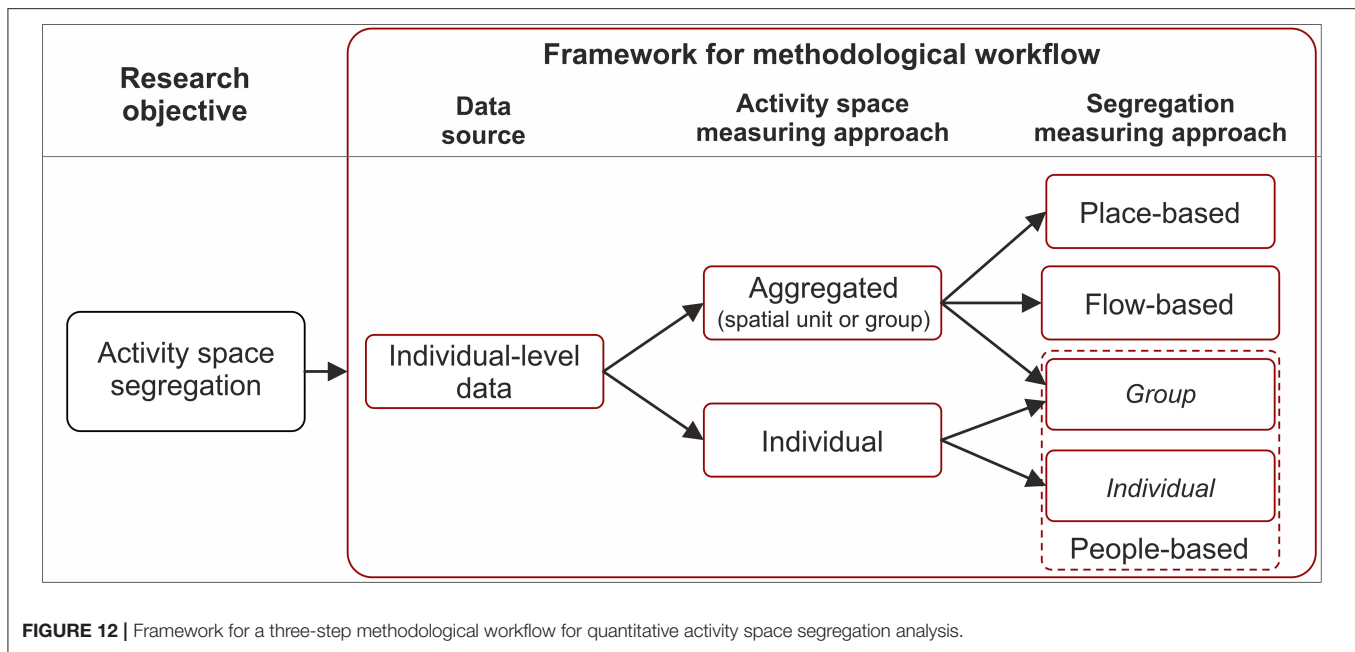 Framework for methodological workflow
Research
objective
Data
source
Activity space
measuring approach
Segregation
measuring approach
Activity space
segregation
Individual-level
data
Aggregated
(spatial unit or group)
Individual
Place-based
Flow-based
Group
Individual
People-based
FIGURE 12 | Framework for a three-step methodological workflow for quantitative activity space segregation analysis.